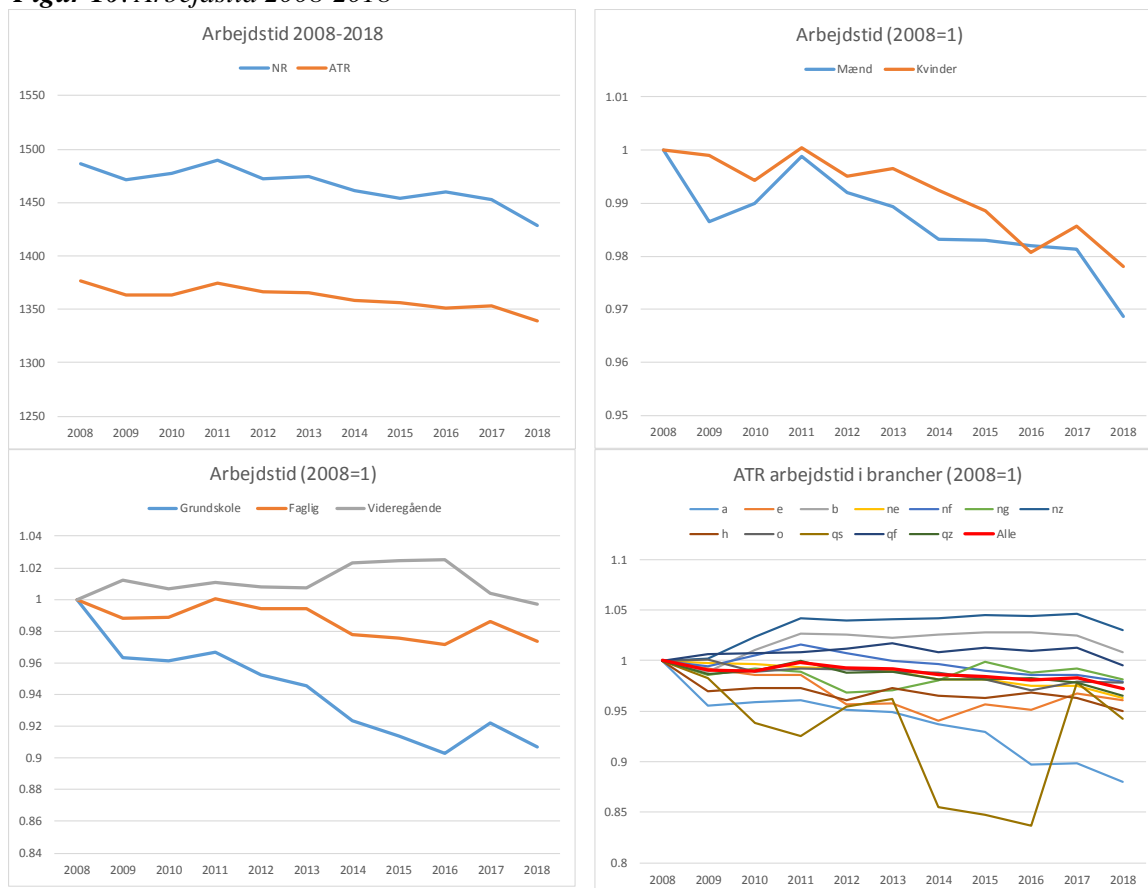 Figur 10. Arbejdstid 2008-2018
Arbejdstid 2008-2018
NR ATR
1550
1500
1450
1400
1350
1300
1250
2008 2009 2010 2011 2012 2013 2014 2015 2016 2017 2018
Arbejdstid (2008=1)
Mænd Kvinder
1.01
1
0.99
0.98
0.97
0.96
0.95
2008 2009 2010 2011 2012 2013 2014 2015 2016 2017 2018
Arbejdstid (2008=1)
Grundskole Faglig Videregående
1.04
1.02
1
0.98
0.96
0.94
0.92
0.9
0.88
0.86
0.84
2008 2009 2010 2011 2012 2013 2014 2015 2016 2017 2018
ATR arbejdstid i brancher (2008=1)
a e b ne nf ng nz
h o qs qf qz Alle
1.1
1.05
1
0.95
0.9
0.85
0.8
2008 2009 2010 2011 2012 2013 2014 2015 2016 2017 2018